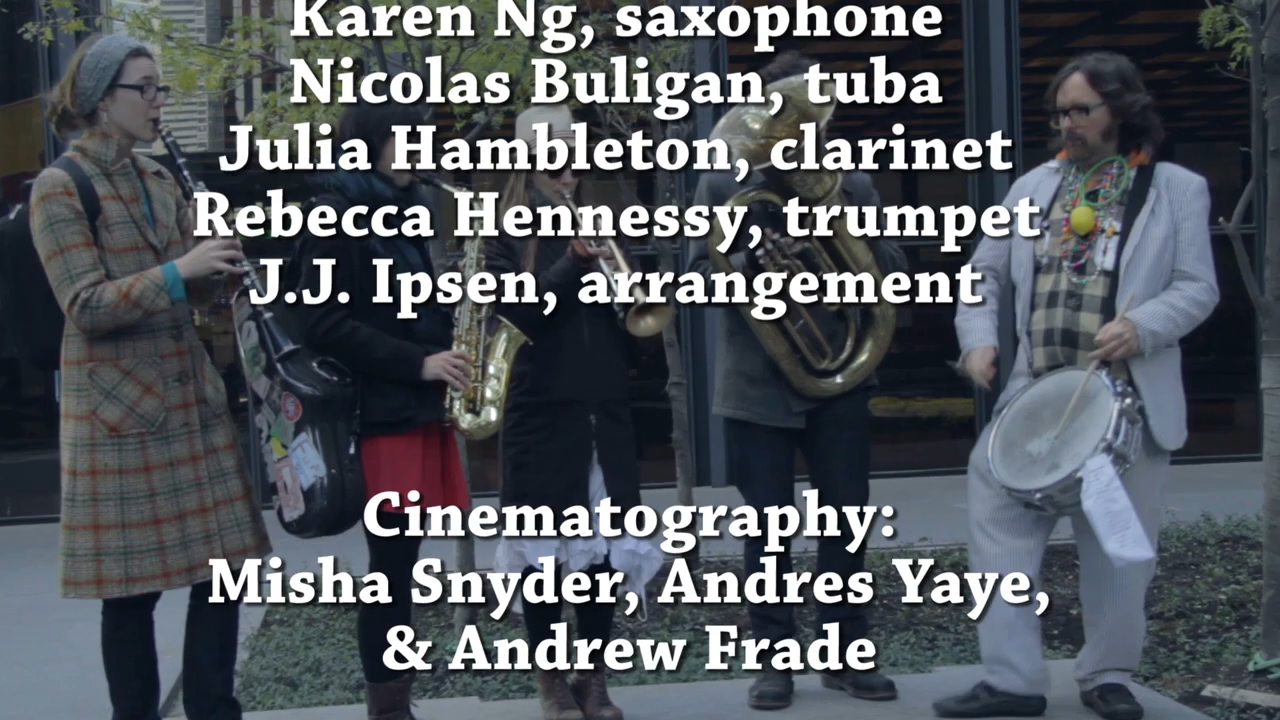 Karen Ng, saxophone
Nicolas Buligan, tuba
Julia Hambleton, clarinet
Rebecca Hennessy, trumpet
J.J. Ipsen, arrangement
Cinematography:
Misha Snyder, Andres Yaye,
& Andrew Frade